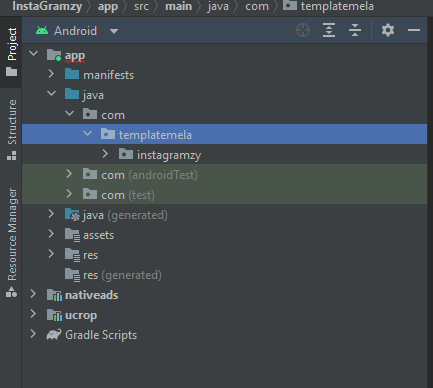 InstaGramzy > app > src > main > java > com > templatemela
Project
Android
app
manifests
java
com
templatemela
instagramzy
com (androidTest)
com (test)
java (generated)
assets
res
res (generated)
nativeads
ucrop
Gradle Scripts
Structure
Resource Manager